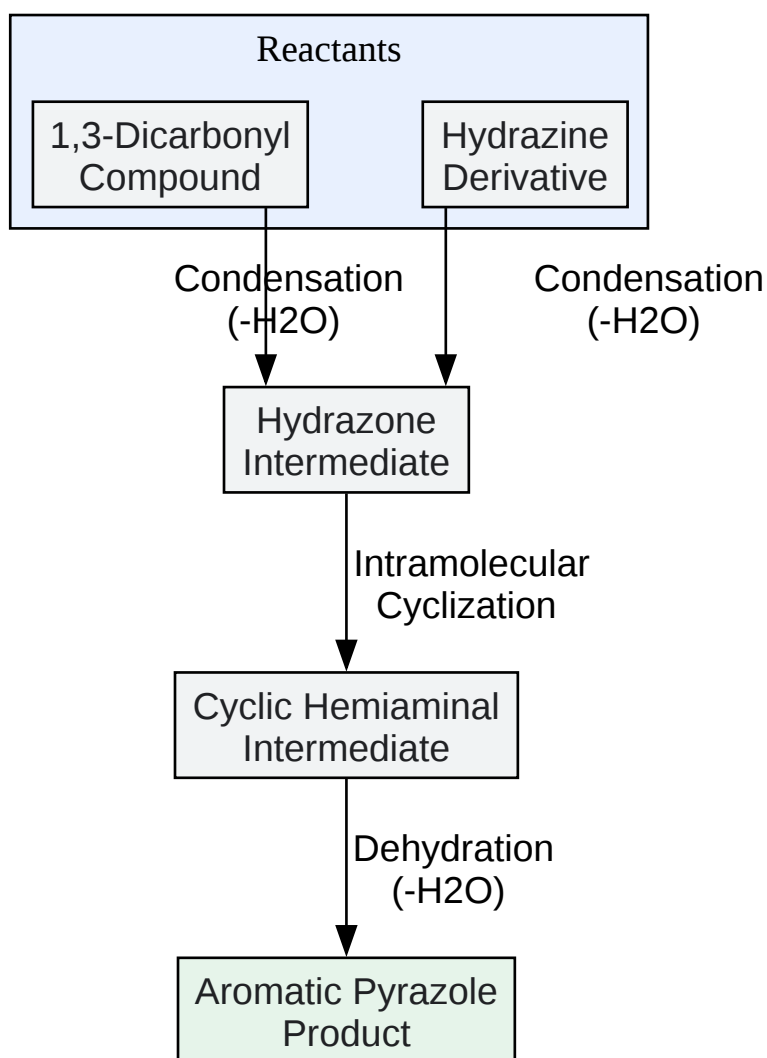 Reactants
1,3-Dicarbonyl
Compound
Hydrazine
Derivative
Condensation
(-H2O)
Condensation
(-H2O)
Hydrazone
Intermediate
Intramolecular
Cyclization
Cyclic Hemiaminal
Intermediate
Dehydration
(-H2O)
Aromatic Pyrazole
Product